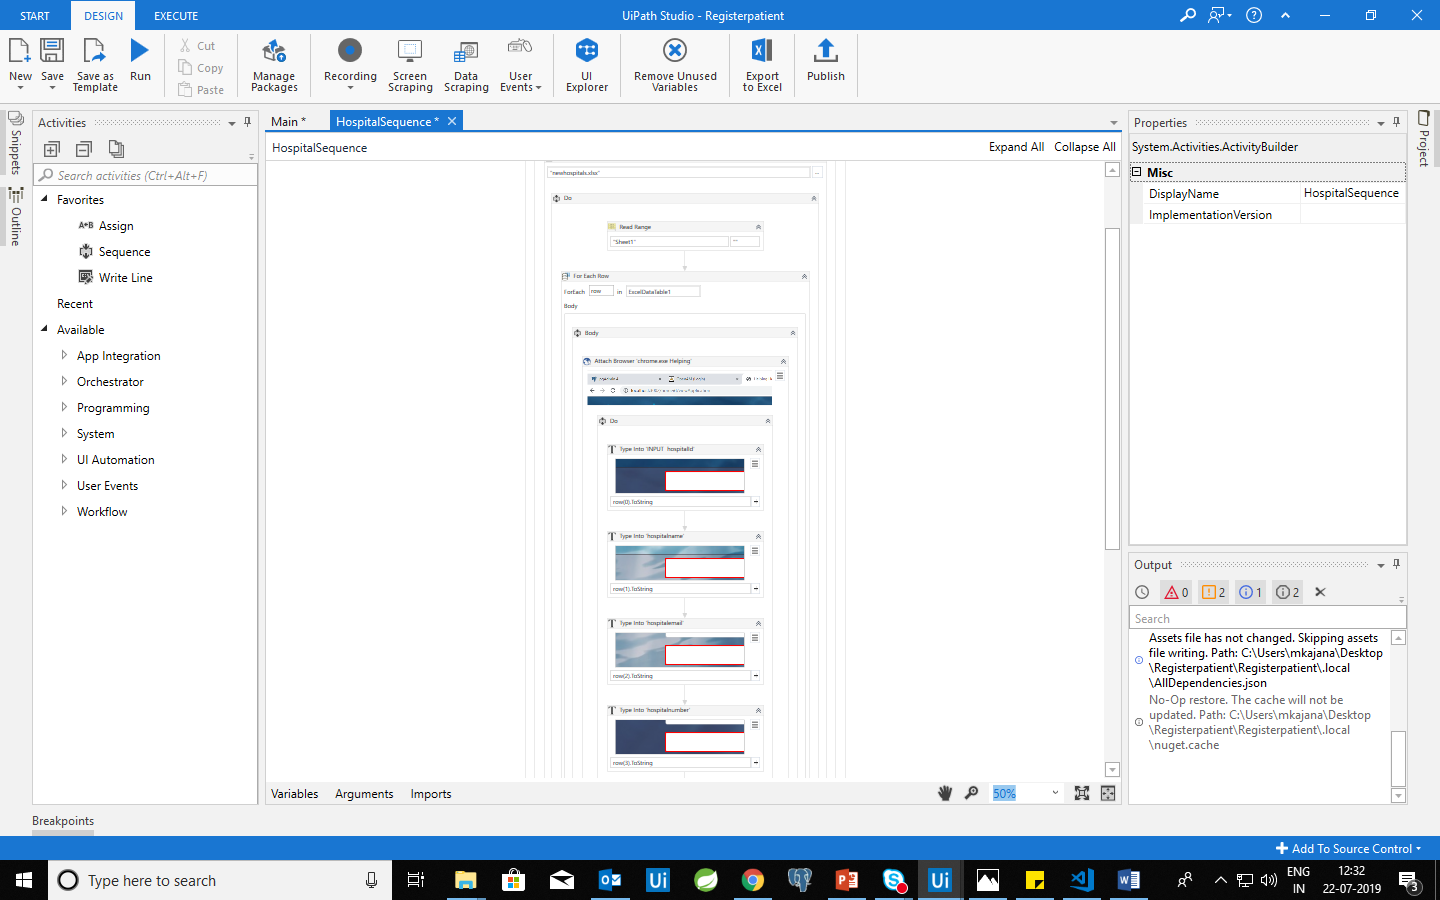 START
DESIGN
EXECUTE
UiPath Studio - Registerpatient
New
Save
Save as
Template
Run
Cut
Copy
Paste
Manage
Packages
Recording
Screen
Scraping
Data
Scraping
User
Events
UI
Explorer
Remove Unused
Variables
Export
to Excel
Publish
Snippets
Outline
Activities
Search activities (Ctrl+Alt+F)
Favorites
Assign
Sequence
Write Line
Recent
Available
App Integration
Orchestrator
Programming
System
UI Automation
User Events
Workflow
Main *
HospitalSequence *
HospitalSequence
Expand All
Collapse All
"newhospitals.xlsx"
Do
Read Range
"Sheet1"
""
For Each Row
ForEach row in ExcelDataTable1
Body
Body
Attach Browser 'chrome.exe Helping'
Do
Type Into 'INPUT hospitalId'
row(0).ToString
Type Into 'hospitalname'
row(1).ToString
Type Into 'hospitalemail'
row(2).ToString
Type Into 'hospitalnumber'
row(3).ToString
Variables
Arguments
Imports
50%
Properties
System.Activities.ActivityBuilder
Misc
DisplayName HospitalSequence
ImplementationVersion
Project
Output
0
2
1
2
Search
Assets file has not changed. Skipping assets
file writing. Path: C:\Users\mkajana\Desktop
\Registerpatient\Registerpatient\.local
\AllDependencies.json
No-Op restore. The cache will not be
updated. Path: C:\Users\mkajana\Desktop
\Registerpatient\Registerpatient\.local
\nuget.cache
Breakpoints
Add To Source Control
Type here to search
ENG
IN
12:32
22-07-2019
3